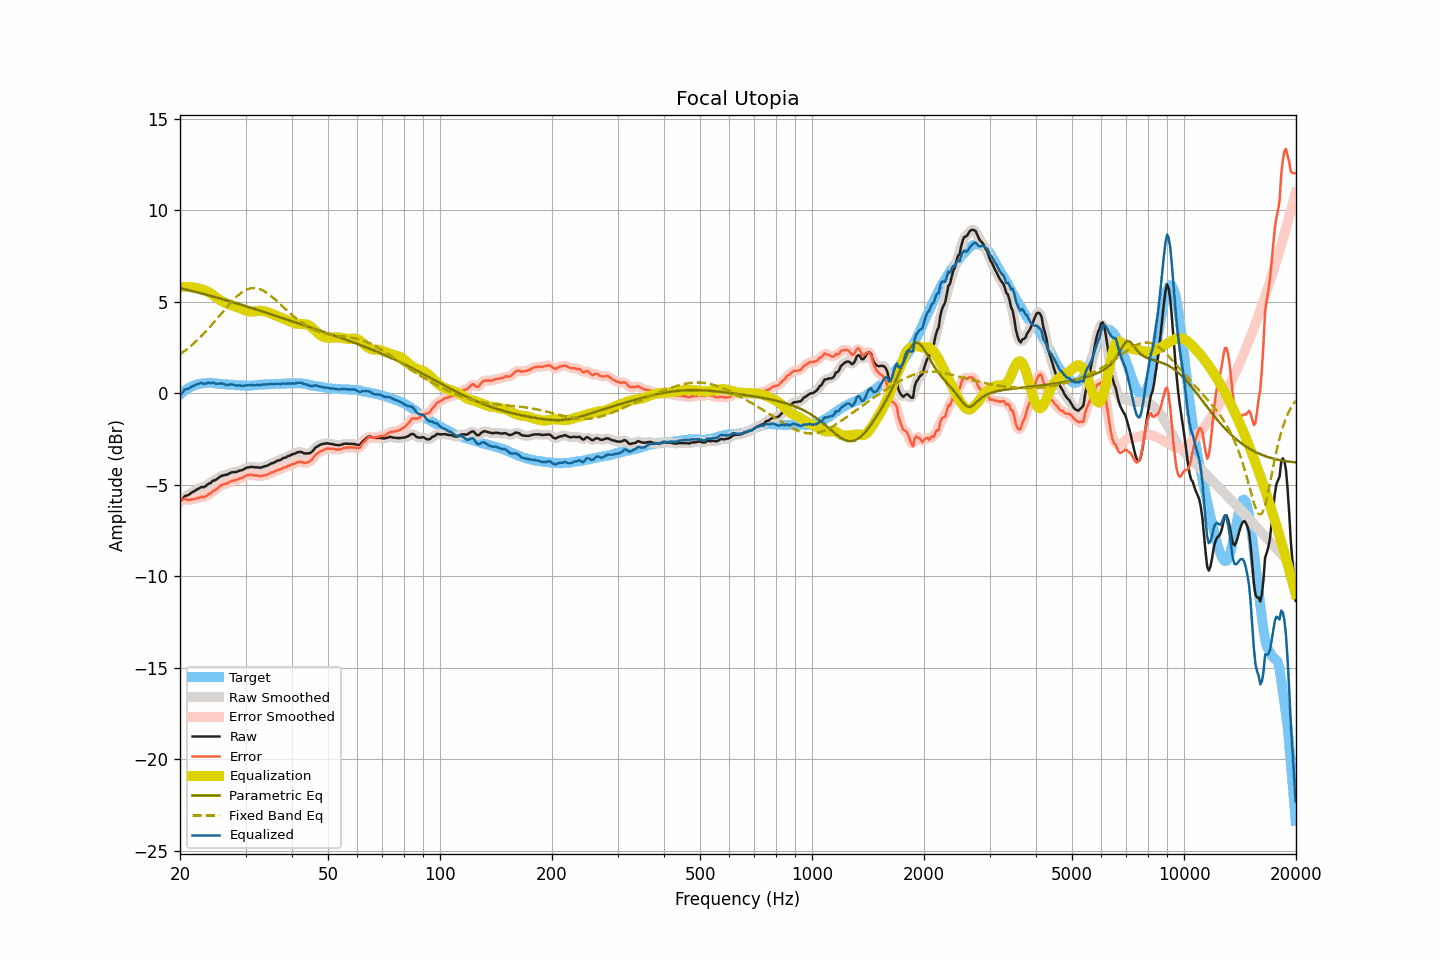 Focal Utopia
15
10
5
0
−5
−10
−15
−20
−25
Amplitude (dBr)
Target
Raw Smoothed
Error Smoothed
Raw
Error
Equalization
Parametric Eq
Fixed Band Eq
Equalized
20 50 100 200 500 1000 2000 5000 10000 20000
Frequency (Hz)